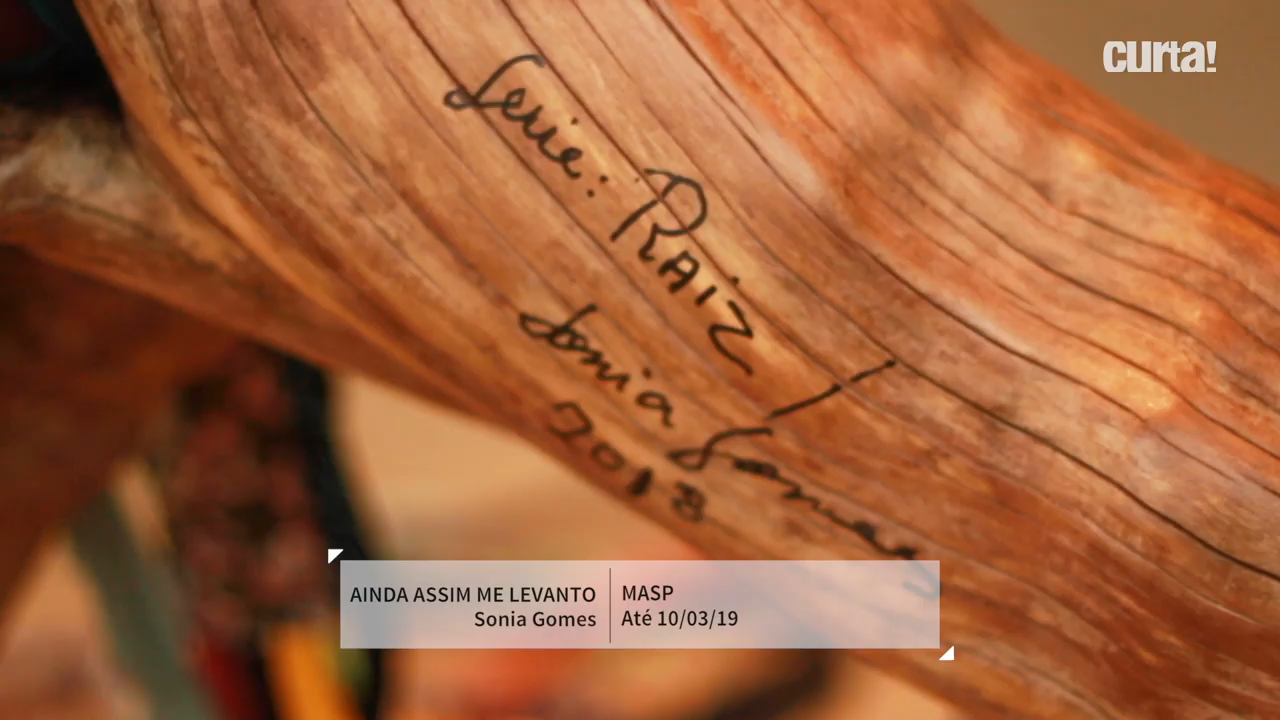 curta!
Serie: RAiz
Sonia Gomes
2018
AINDA ASSIM ME LEVANTO
Sonia Gomes
MASP
Até 10/03/19